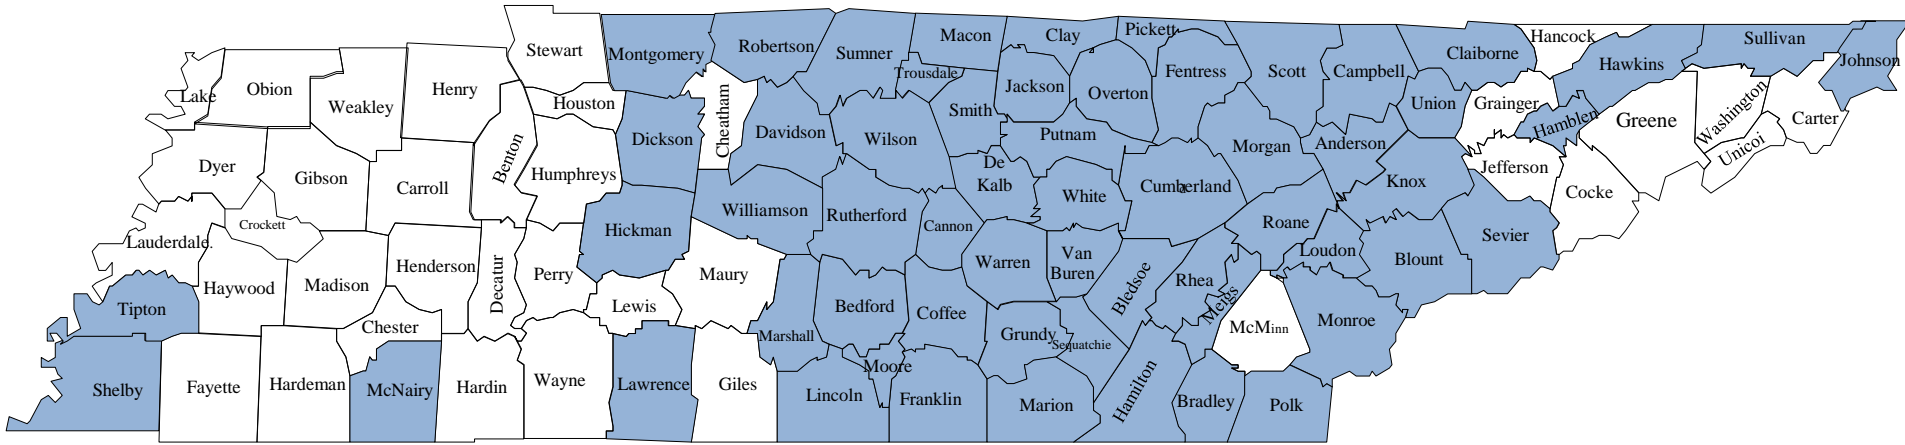 Stewart
Montgomery
Robertson
Sumner
Macon
Clay
Pickett
Hancock
Sullivan
Claiborne
Hawkins
Johnson
Lake
Obion
Weakley
Henry
Houston
Cheatham
Trousdale
Smith
Jackson
Overton
Fentress
Scott
Campbell
Union
Grainger
Hamblen
Greene
Washington
Carter
Unicoi
Dyer
Gibson
Carroll
Benton
Humphreys
Dickson
Davidson
Wilson
De
Kalb
Putnam
White
Cumberland
d
Morgan
Anderson
Knox
Jefferson
Cocke
Crockett
Lauderdale.
Haywood
Madison
Henderson
Decatur
Perry
Hickman
Williamson
Rutherford
Cannon
Warren
Van
Buren
Bledsoe
Rhea
Meigs
Roane
Loudon
Blount
Sevier
Tipton
Chester
Lewis
Maury
Marshall
Bedford
Coffee
Grundy
Sequatchie
McMinn
Monroe
Shelby
Fayette
Hardeman
McNairy
Hardin
Wayne
Lawrence
Giles
Lincoln
Moore
Franklin
Marion
Hamilton
Bradley
Polk